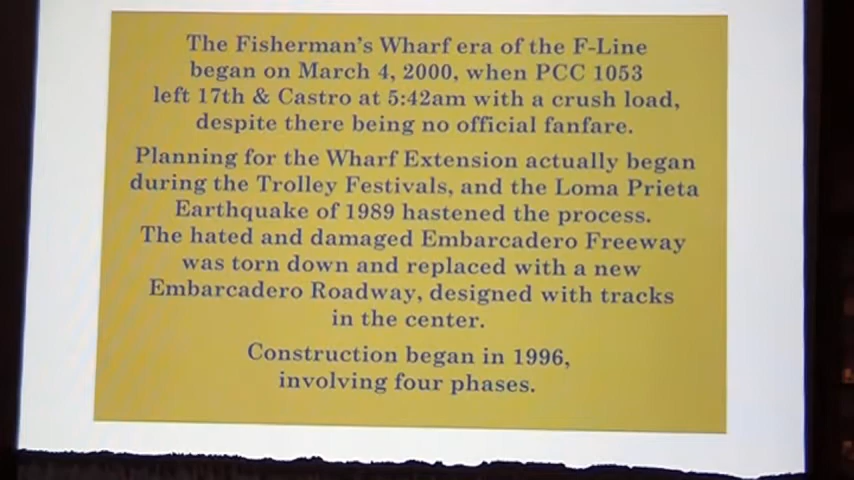 The Fisherman's Wharf era of the F-Line
began on March 4, 2000, when PCC 1053
left 17th & Castro at 5:42am with a crush load,
despite there being no official fanfare.
Planning for the Wharf Extension actually began
during the Trolley Festivals, and the Loma Prieta
Earthquake of 1989 hastened the process.
The hated and damaged Embarcadero Freeway
was torn down and replaced with a new
Embarcadero Roadway, designed with tracks
in the center.
Construction began in 1996,
involving four phases.